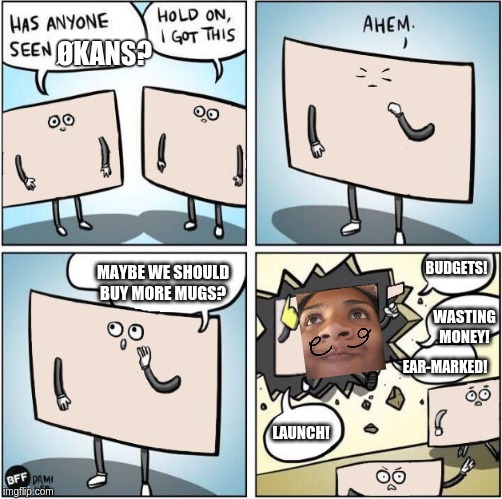 HAS ANYONE
SEEN ØKANS?
HOLD ON,
I GOT THIS
AHEM.
MAYBE WE SHOULD
BUY MORE MUGS?
BUDGETS!
WASTING
MONEY!
EAR-MARKED!
LAUNCH!
BFF DAMI
imgflip.com